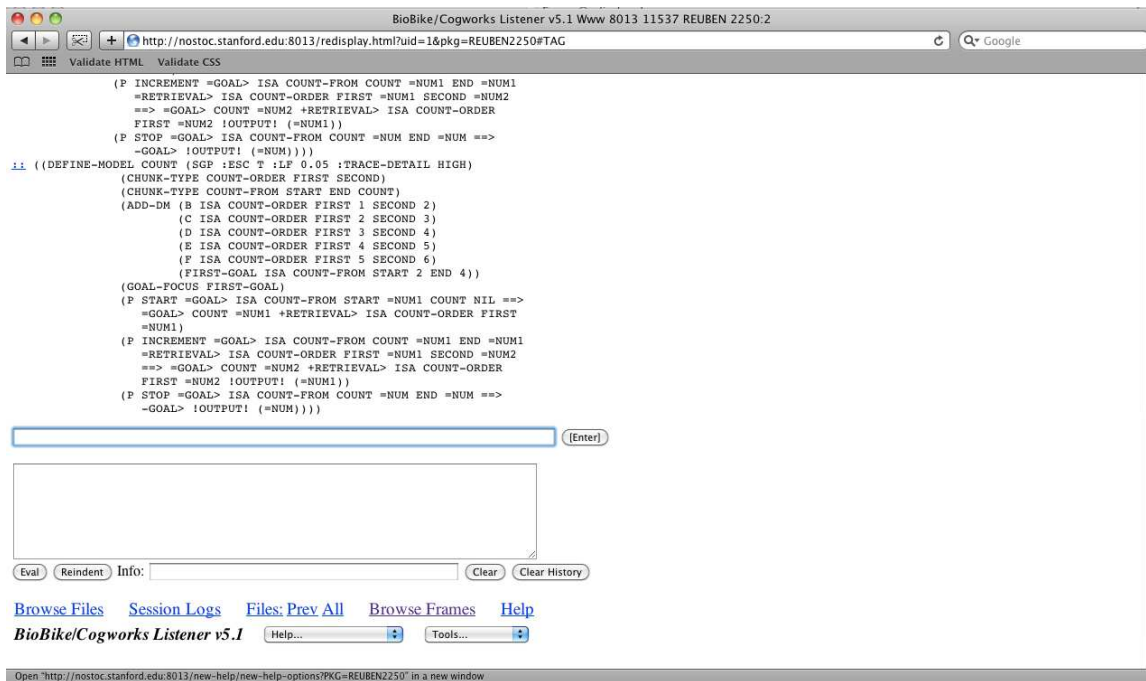 BioBike/Cogworks Listener v5.1 Www 8013 11537 REUBEN 2250:2
http://nostoc.stanford.edu:8013/redisplay.html?uid=1&pkg=REUBEN2250#TAG
Google
Validate HTML Validate CSS
(P INCREMENT =GOAL> ISA COUNT-FROM COUNT =NUM1 END =NUM1
=RETRIEVAL> ISA COUNT-ORDER FIRST =NUM1 SECOND =NUM2
==> =GOAL> COUNT =NUM2 +RETRIEVAL> ISA COUNT-ORDER
FIRST =NUM2 !OUTPUT! (=NUM1))
(P STOP =GOAL> ISA COUNT-FROM COUNT =NUM END =NUM ==>
-GOAL> !OUTPUT! (=NUM))))
:: ((DEFINE-MODEL COUNT (SGP :ESC T :LF 0.05 :TRACE-DETAIL HIGH)
(CHUNK-TYPE COUNT-ORDER FIRST SECOND)
(CHUNK-TYPE COUNT-FROM START END COUNT)
(ADD-DM (B ISA COUNT-ORDER FIRST 1 SECOND 2)
(C ISA COUNT-ORDER FIRST 2 SECOND 3)
(D ISA COUNT-ORDER FIRST 3 SECOND 4)
(E ISA COUNT-ORDER FIRST 4 SECOND 5)
(F ISA COUNT-ORDER FIRST 5 SECOND 6)
(FIRST-GOAL ISA COUNT-FROM START 2 END 4))
(GOAL-FOCUS FIRST-GOAL)
(P START =GOAL> ISA COUNT-FROM START =NUM1 COUNT NIL ==>
=GOAL> COUNT =NUM1 +RETRIEVAL> ISA COUNT-ORDER FIRST
=NUM1)
(P INCREMENT =GOAL> ISA COUNT-FROM COUNT =NUM1 END =NUM1
=RETRIEVAL> ISA COUNT-ORDER FIRST =NUM1 SECOND =NUM2
==> =GOAL> COUNT =NUM2 +RETRIEVAL> ISA COUNT-ORDER
FIRST =NUM2 !OUTPUT! (=NUM1))
(P STOP =GOAL> ISA COUNT-FROM COUNT =NUM END =NUM ==>
-GOAL> !OUTPUT! (=NUM))))
[Enter]
Eval Reindent Info: Clear Clear History
Browse Files Session Logs Files: Prev All Browse Frames Help
BioBike/Cogworks Listener v5.1 Help... Tools...
Open "http://nostoc.stanford.edu:8013/new-help/new-help-options?PKG=REUBEN2250" in a new window